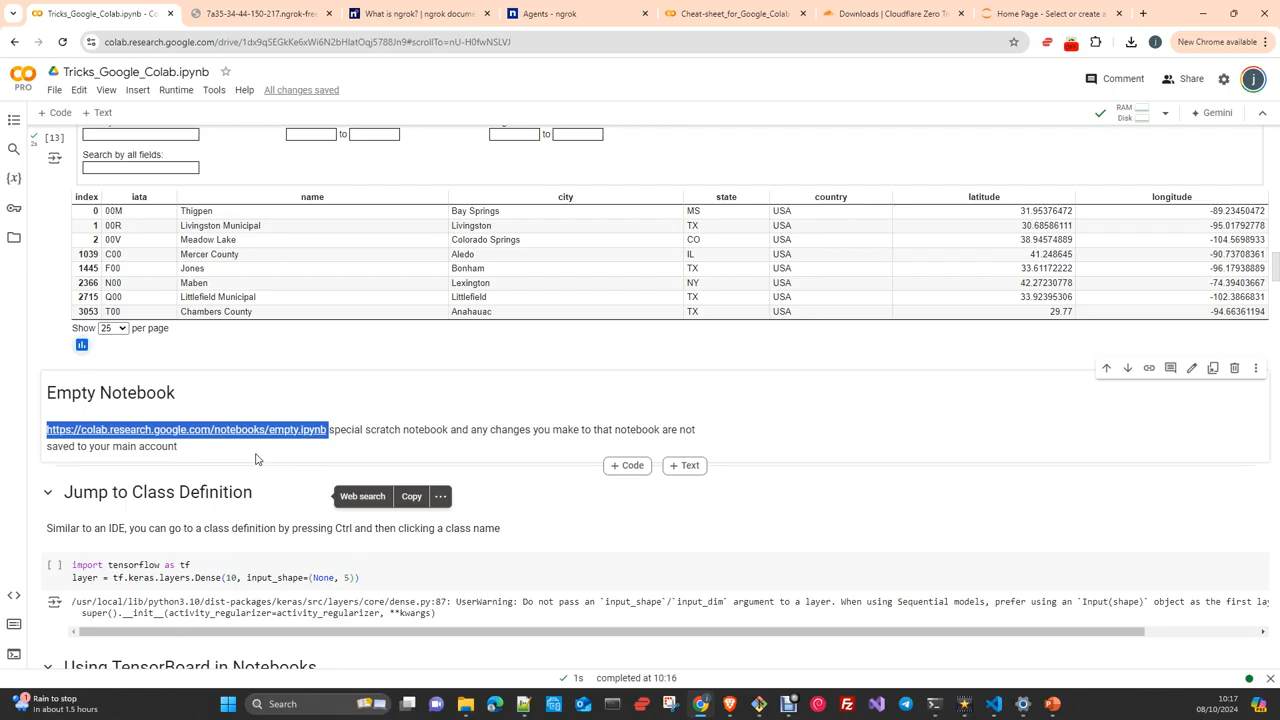 Tricks_Google_Colab.ipynb - Co
7a35-34-44-150-217.ngrok-free
What is ngrok? | ngrok docume
Agents - ngrok
Cheat-sheet_for_Google_Colab
Downloads | Cloudflare Zero T
Home Page - Select or create a
colab.research.google.com/drive/1dx9qSEGkKe6xWi6N2bHIatOqj5788Jn9#scrollTo=nU-H0fwNSLVJ
New Chrome available
CO
PRO
Tricks_Google_Colab.ipynb
Comment
Share
j
File Edit View Insert Runtime Tools Help All changes saved
+ Code + Text
RAM
Disk
Gemini
[13]
2s
to
to
Search by all fields:
index iata name city state country latitude longitude
0 00M Thigpen Bay Springs MS USA 31.95376472 -89.23450472
1 00R Livingston Municipal Livingston TX USA 30.68586111 -95.01792778
2 00V Meadow Lake Colorado Springs CO USA 38.94574889 -104.5698933
1039 C00 Mercer County Aledo IL USA 41.248645 -90.73708361
1445 F00 Jones Bonham TX USA 33.61172222 -96.17938889
2366 N00 Maben Lexington NY USA 42.27230778 -74.39403667
2715 Q00 Littlefield Municipal Littlefield TX USA 33.92395306 -102.3866831
3053 T00 Chambers County Anahauac TX USA 29.77 -94.66361194
Show 25 per page
Empty Notebook
https://colab.research.google.com/notebooks/empty.ipynb special scratch notebook and any changes you make to that notebook are not
saved to your main account
+ Code + Text
Jump to Class Definition
Web search Copy ...
Similar to an IDE, you can go to a class definition by pressing Ctrl and then clicking a class name
[ ] import tensorflow as tf
layer = tf.keras.layers.Dense(10, input_shape=(None, 5))
/usr/local/lib/python3.10/dist-packages/keras/src/layers/core/dense.py:87: UserWarning: Do not pass an `input_shape`/`input_dim` argument to a layer. When using Sequential models, prefer using an `Input(shape)` object as the first lay
super().__init__(activity_regularizer=activity_regularizer, **kwargs)
Using TensorBoard in Notebooks
1s completed at 10:16
Rain to stop
In about 1.5 hours
Search
10:17
08/10/2024